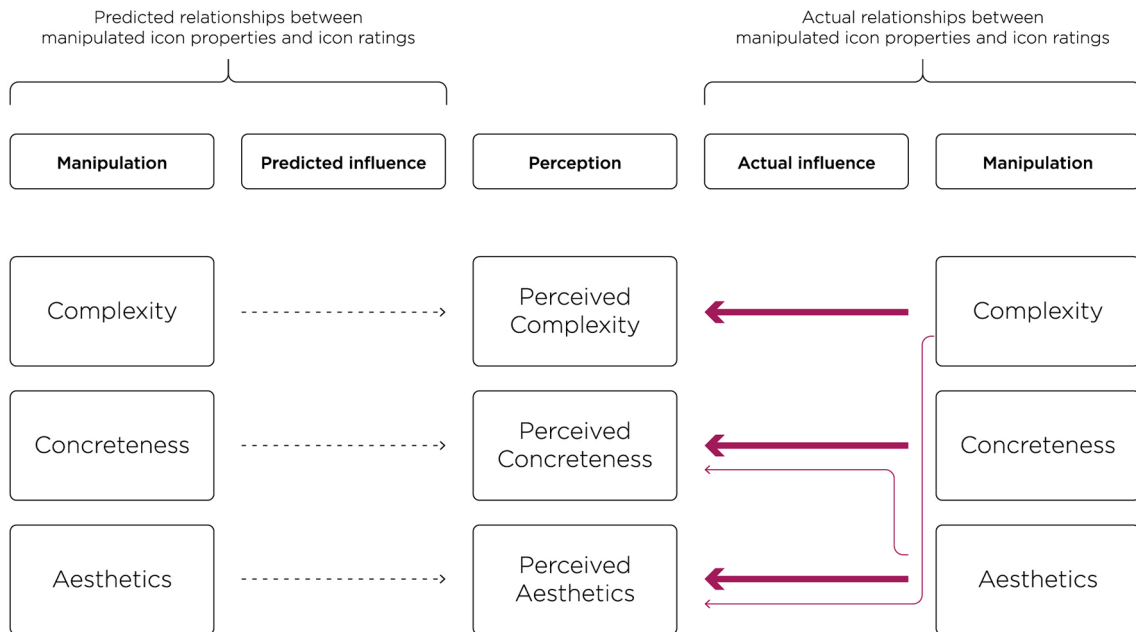 Predicted relationships between
manipulated icon properties and icon ratings
Actual relationships between
manipulated icon properties and icon ratings
Manipulation
Predicted influence
Perception
Actual influence
Manipulation
Complexity
Perceived
Complexity
Complexity
Concreteness
Perceived
Concreteness
Concreteness
Aesthetics
Perceived
Aesthetics
Aesthetics